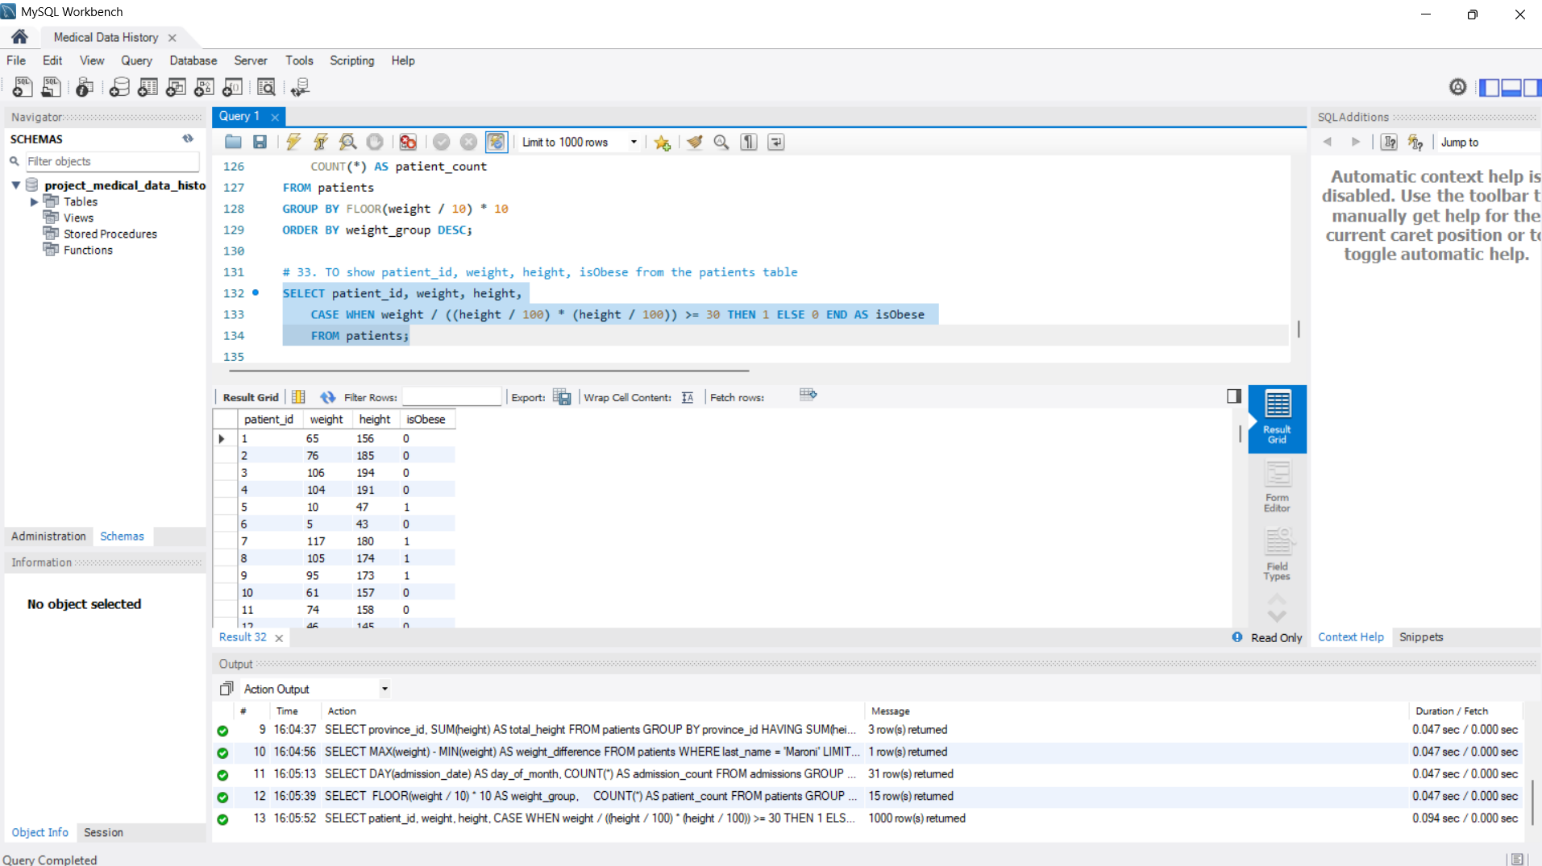 MySQL Workbench
Medical Data History
File Edit View Query Database Server Tools Scripting Help
Navigator
SCHEMAS
Filter objects
project_medical_data_histo
Tables
Views
Stored Procedures
Functions
Administration Schemas
Information
No object selected
Object Info Session
Query Completed
Query 1
Limit to 1000 rows
126 COUNT(*) AS patient_count
127 FROM patients
128 GROUP BY FLOOR(weight / 10) * 10
129 ORDER BY weight_group DESC;
130
131 # 33. TO show patient_id, weight, height, isObese from the patients table
132 SELECT patient_id, weight, height,
133 CASE WHEN weight / ((height / 100) * (height / 100)) >= 30 THEN 1 ELSE 0 END AS isObese
134 FROM patients;
135
Result Grid Filter Rows: Export: Wrap Cell Content: Fetch rows:
patient_id weight height isObese
1 65 156 0
2 76 185 0
3 106 194 0
4 104 191 0
5 10 47 1
6 5 43 0
7 117 180 1
8 105 174 1
9 95 173 1
10 61 157 0
11 74 158 0
12 46 145 0
Result Grid
Form Editor
Field Types
Result 32
Read Only
SQLAdditions
Jump to
Automatic context help is
disabled. Use the toolbar t
manually get help for the
current caret position or to
toggle automatic help.
Context Help Snippets
Output
Action Output
# Time Action Message Duration / Fetch
9 16:04:37 SELECT province_id, SUM(height) AS total_height FROM patients GROUP BY province_id HAVING SUM(hei... 3 row(s) returned 0.047 sec / 0.000 sec
10 16:04:56 SELECT MAX(weight) - MIN(weight) AS weight_difference FROM patients WHERE last_name = 'Maroni' LIMIT... 1 row(s) returned 0.047 sec / 0.000 sec
11 16:05:13 SELECT DAY(admission_date) AS day_of_month, COUNT(*) AS admission_count FROM admissions GROUP ... 31 row(s) returned 0.047 sec / 0.000 sec
12 16:05:39 SELECT FLOOR(weight / 10) * 10 AS weight_group, COUNT(*) AS patient_count FROM patients GROUP ... 15 row(s) returned 0.047 sec / 0.000 sec
13 16:05:52 SELECT patient_id, weight, height, CASE WHEN weight / ((height / 100) * (height / 100)) >= 30 THEN 1 ELS... 1000 row(s) returned 0.094 sec / 0.000 sec